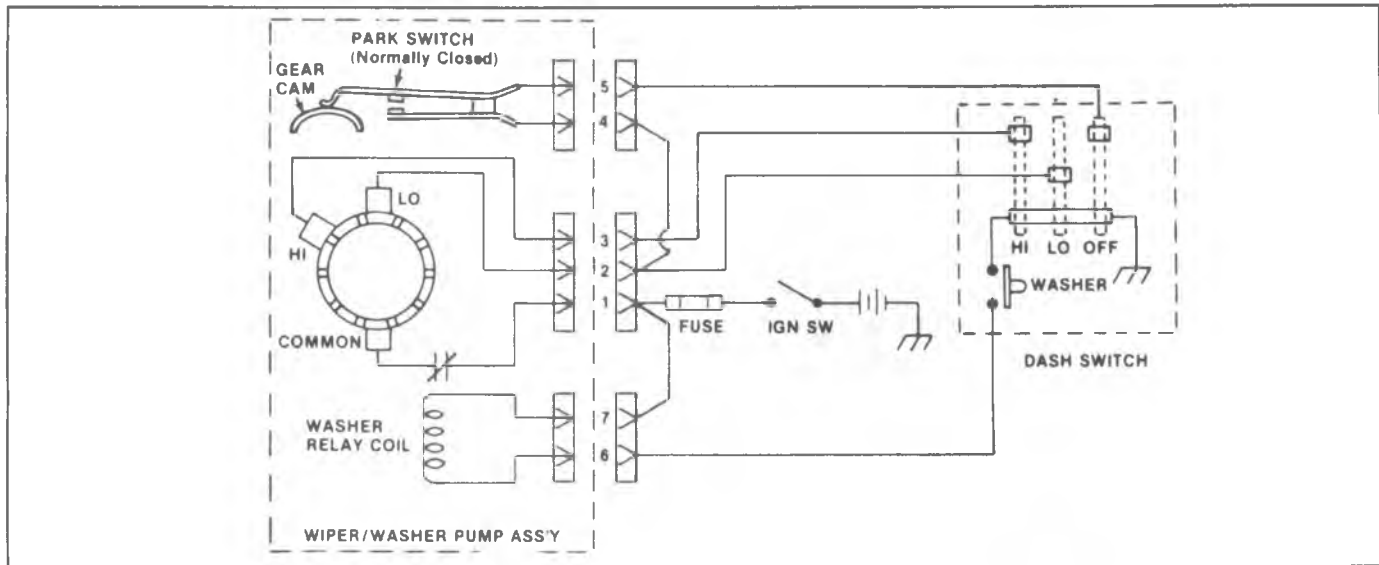 PARK SWITCH
(Normally Closed)
GEAR
CAM
5
4
LO
HI
3
2
1
COMMON
FUSE
IGN SW
HI LO OFF
WASHER
DASH SWITCH
WASHER
RELAY COIL
7
6
WIPER/WASHER PUMP ASS'Y